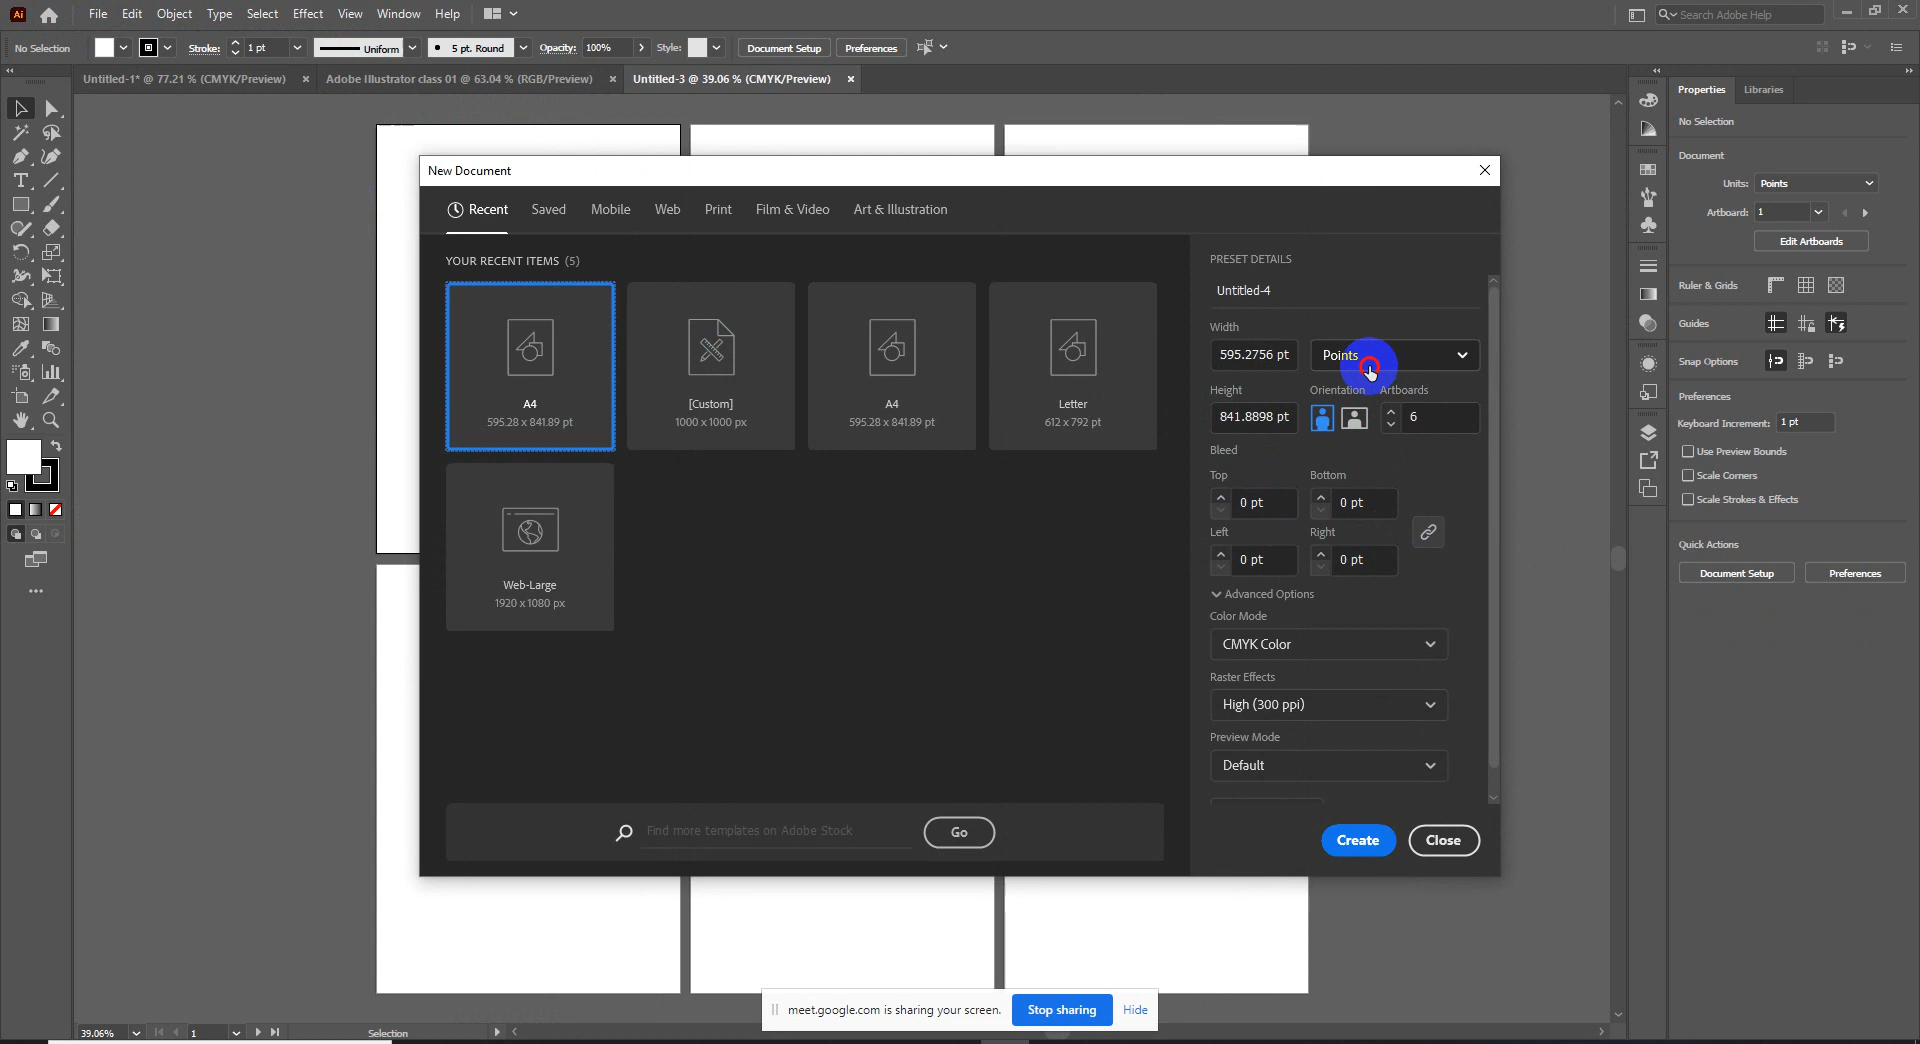 Ai File Edit Object Type Select Effect View Window Help Search Adobe Help
No Selection Stroke: 1 pt Uniform 5 pt. Round Opacity: 100% Style: Document Setup Preferences
Untitled-1* @ 77.21 % (CMYK/Preview) × Adobe Illustrator class 01 @ 63.04 % (RGB/Preview) × Untitled-3 @ 39.06 % (CMYK/Preview) ×
Properties Libraries
No Selection
Document
Units: Points
Artboard: 1
Edit Artboards
Ruler & Grids
Guides
Snap Options
Preferences
Keyboard Increment: 1 pt
Use Preview Bounds
Scale Corners
Scale Strokes & Effects
Quick Actions
Document Setup Preferences
New Document
Recent Saved Mobile Web Print Film & Video Art & Illustration
YOUR RECENT ITEMS (5)
A4
595.28 x 841.89 pt
[Custom]
1000 x 1000 px
A4
595.28 x 841.89 pt
Letter
612 x 792 pt
Web-Large
1920 x 1080 px
Find more templates on Adobe Stock Go
PRESET DETAILS
Untitled-4
Width
595.2756 pt Points
Height Orientation Artboards
841.8898 pt 6
Bleed
Top Bottom
0 pt 0 pt
Left Right
0 pt 0 pt
Advanced Options
Color Mode
CMYK Color
Raster Effects
High (300 ppi)
Preview Mode
Default
Create Close
meet.google.com is sharing your screen. Stop sharing Hide
39.06% 1 Selection